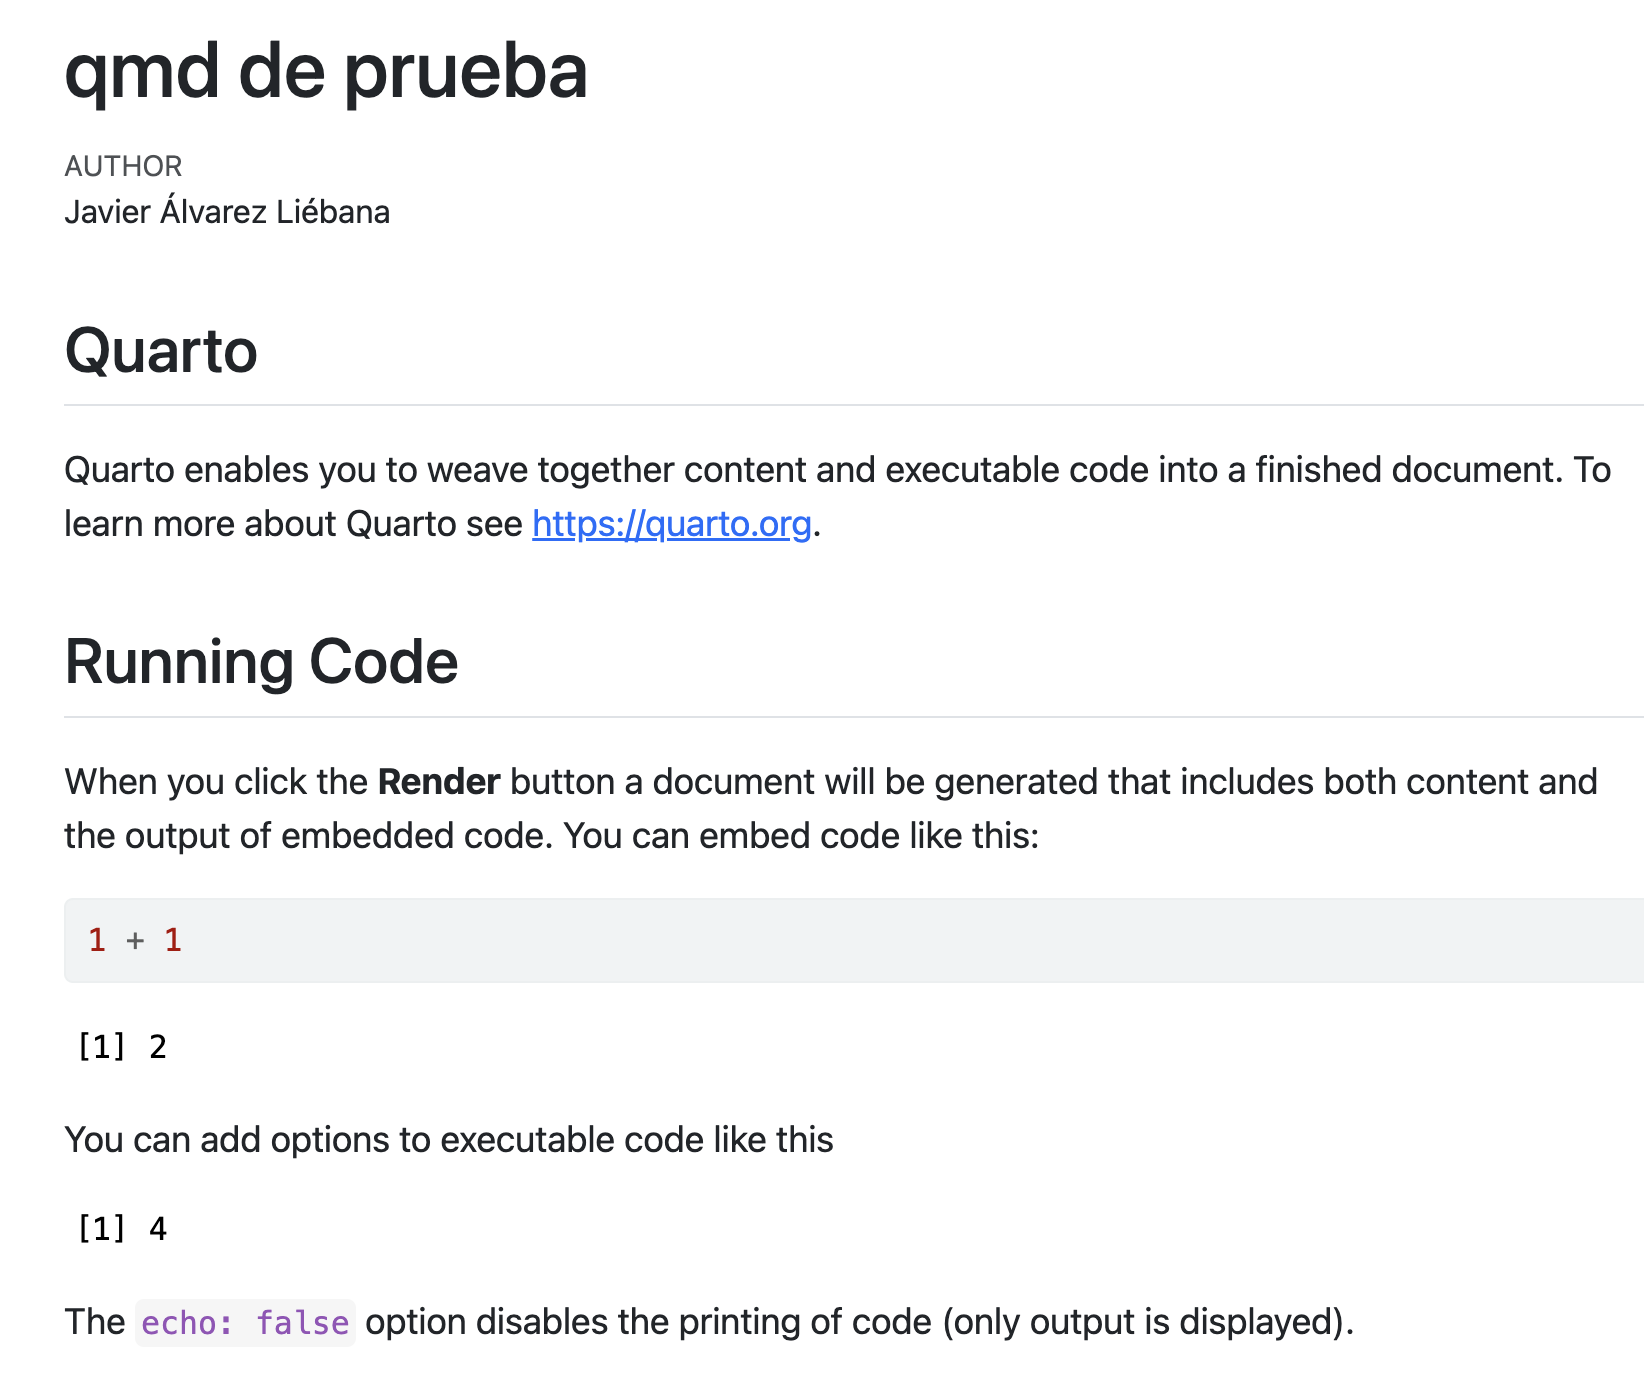 qmd de prueba
AUTHOR
Javier Álvarez Liébana
Quarto
Quarto enables you to weave together content and executable code into a finished document. To
learn more about Quarto see https://quarto.org.
Running Code
When you click the Render button a document will be generated that includes both content and
the output of embedded code. You can embed code like this:
1 + 1
[1] 2
You can add options to executable code like this
[1] 4
The echo: false option disables the printing of code (only output is displayed).